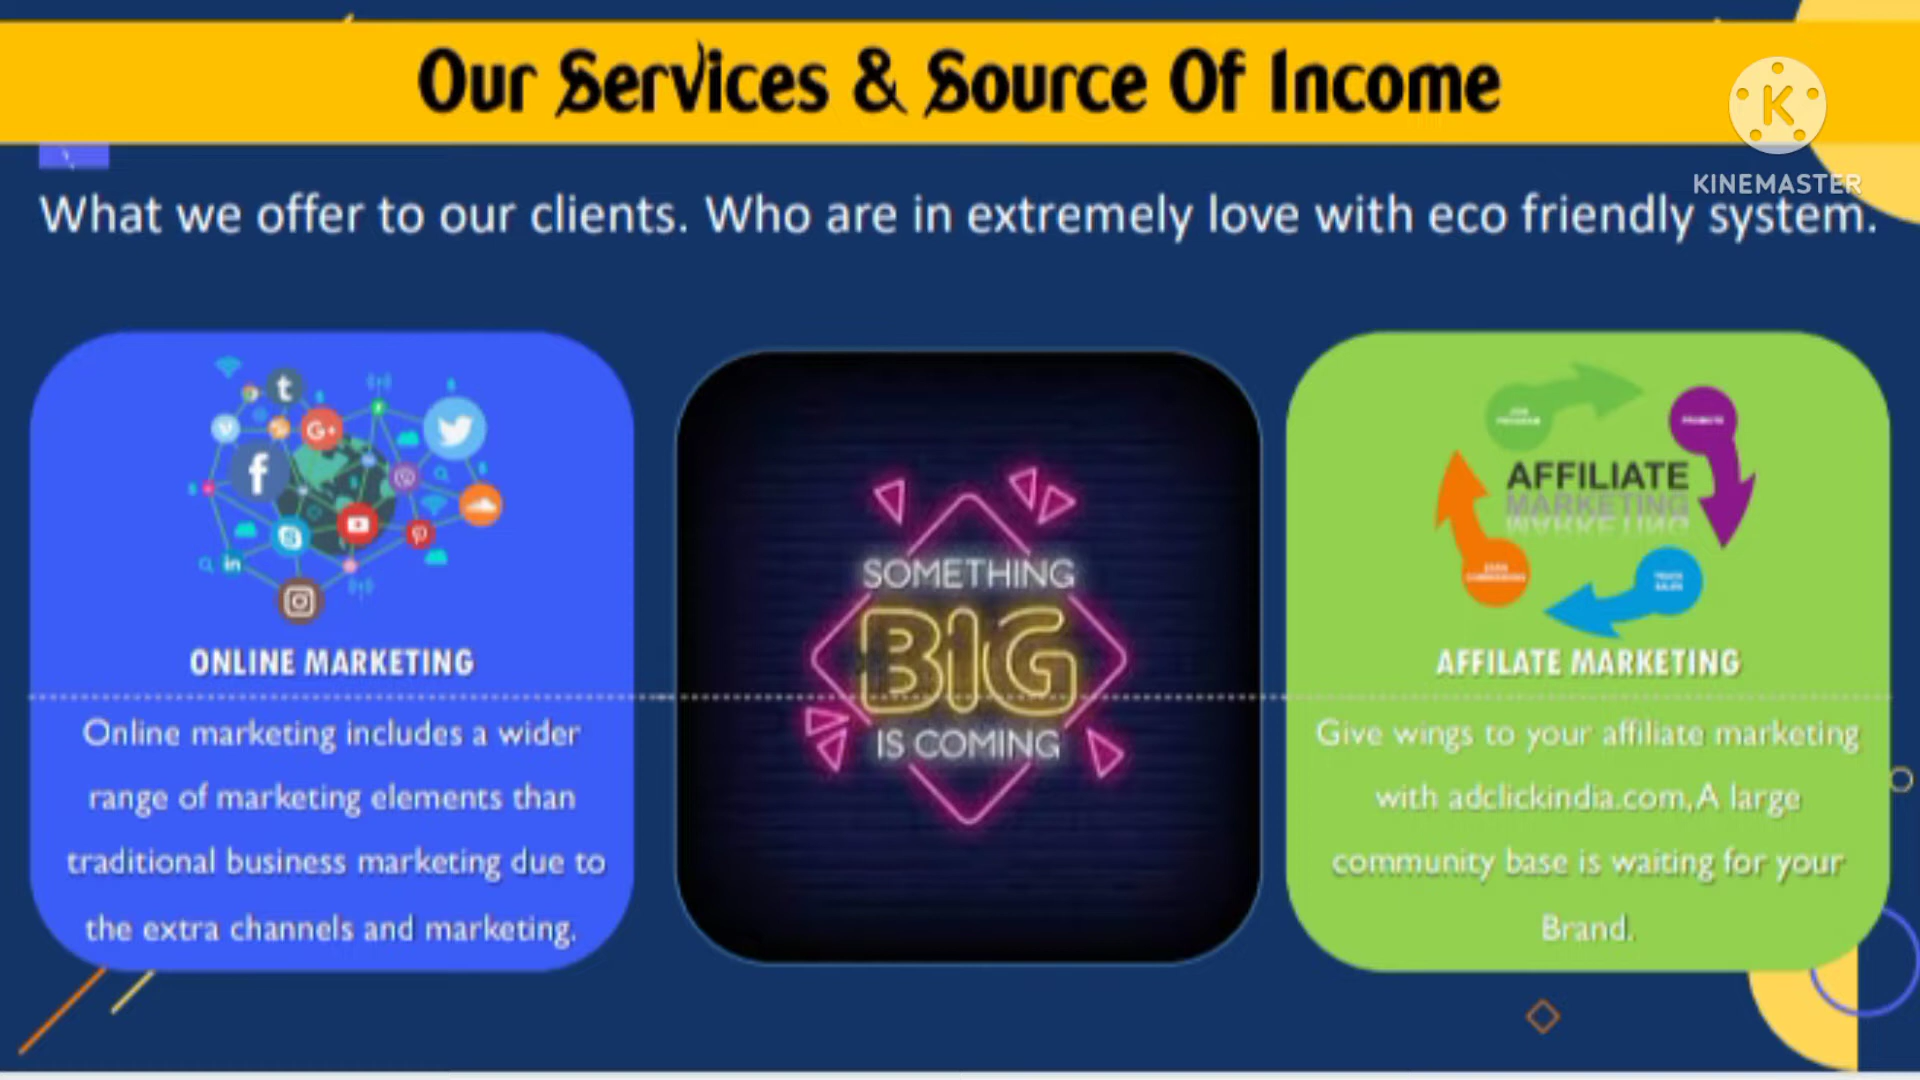 Our Services & Source Of Income
KINEMASTER
What we offer to our clients. Who are in extremely love with eco friendly system.
SOMETHING
BIG
IS COMING
AFFILIATE
MARKETING
ONLINE MARKETING
Online marketing includes a wider
range of marketing elements than
traditional business marketing due to
the extra channels and marketing.
AFFILATE MARKETING
Give wings to your affiliate marketing
with adclickindia.com,A large
community base is waiting for your
Brand.